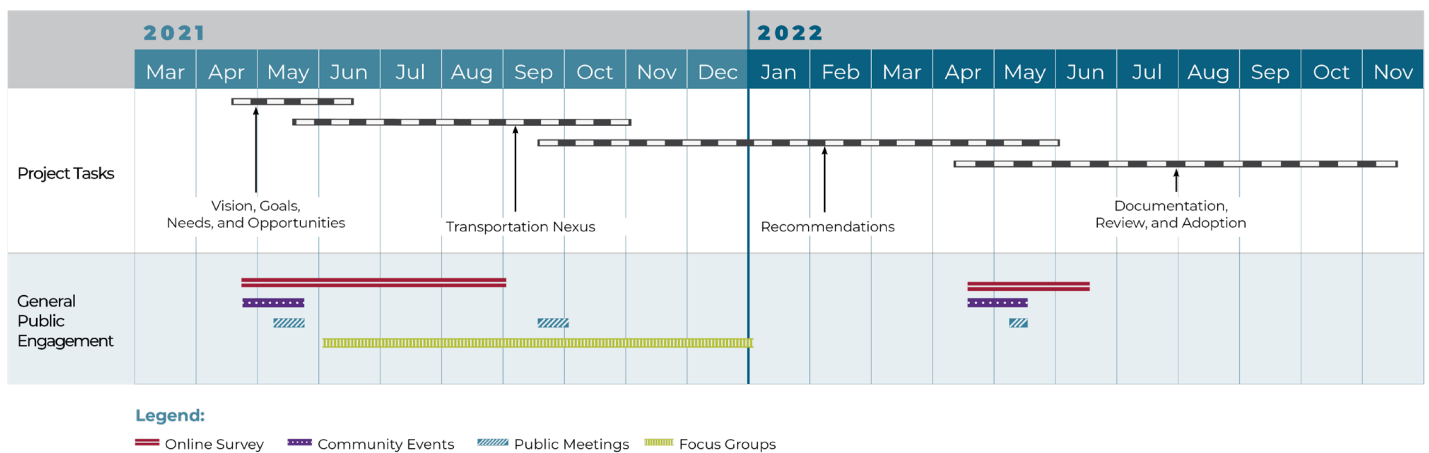 2021 2022
Mar Apr May Jun Jul Aug Sep Oct Nov Dec Jan Feb Mar Apr May Jun Jul Aug Sep Oct Nov
Project Tasks
Vision, Goals,
Needs, and Opportunities
Transportation Nexus
Recommendations
Documentation,
Review, and Adoption
General
Public
Engagement
Legend:
Online Survey Community Events Public Meetings Focus Groups